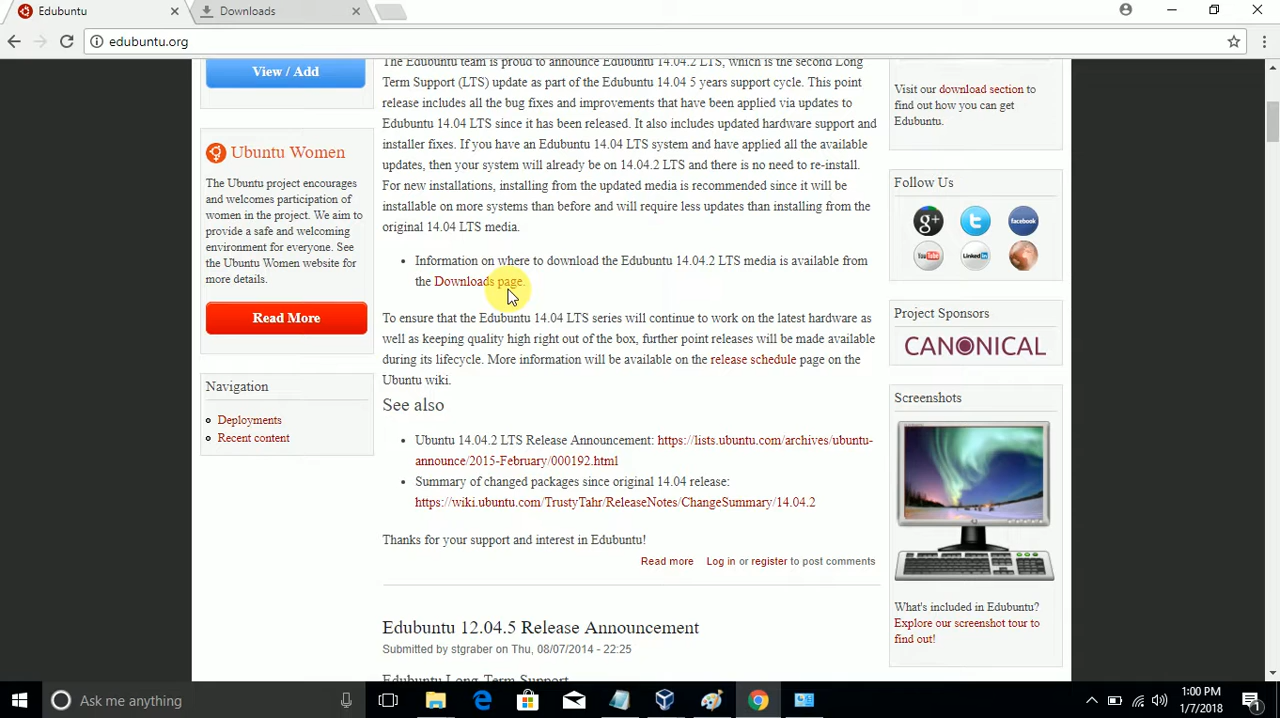 Edubuntu
Downloads
edubuntu.org
View / Add
Ubuntu Women
The Ubuntu project encourages
and welcomes participation of
women in the project. We aim to
provide a safe and welcoming
environment for everyone. See
the Ubuntu Women website for
more details.
Read More
Navigation
Deployments
Recent content
The Edubuntu team is proud to announce Edubuntu 14.04.2 LTS, which is the second Long
Term Support (LTS) update as part of the Edubuntu 14.04 5 years support cycle. This point
release includes all the bug fixes and improvements that have been applied via updates to
Edubuntu 14.04 LTS since it has been released. It also includes updated hardware support and
installer fixes. If you have an Edubuntu 14.04 LTS system and have applied all the available
updates, then your system will already be on 14.04.2 LTS and there is no need to re-install.
For new installations, installing from the updated media is recommended since it will be
installable on more systems than before and will require less updates than installing from the
original 14.04 LTS media.
Information on where to download the Edubuntu 14.04.2 LTS media is available from
the Downloads page.
To ensure that the Edubuntu 14.04 LTS series will continue to work on the latest hardware as
well as keeping quality high right out of the box, further point releases will be made available
during its lifecycle. More information will be available on the release schedule page on the
Ubuntu wiki.
See also
Ubuntu 14.04.2 LTS Release Announcement: https://lists.ubuntu.com/archives/ubuntu-
announce/2015-February/000192.html
Summary of changed packages since original 14.04 release:
https://wiki.ubuntu.com/TrustyTahr/ReleaseNotes/ChangeSummary/14.04.2
Thanks for your support and interest in Edubuntu!
Read more Log in or register to post comments
Edubuntu 12.04.5 Release Announcement
Submitted by stgraber on Thu, 08/07/2014 - 22:25
Edubuntu Long-Term Support
Visit our download section to
find out how you can get
Edubuntu.
Follow Us
g+
facebook
YouTube
LinkedIn
Project Sponsors
CANONICAL
Screenshots
What's included in Edubuntu?
Explore our screenshot tour to
find out!
Ask me anything
1:00 PM
1/7/2018
1